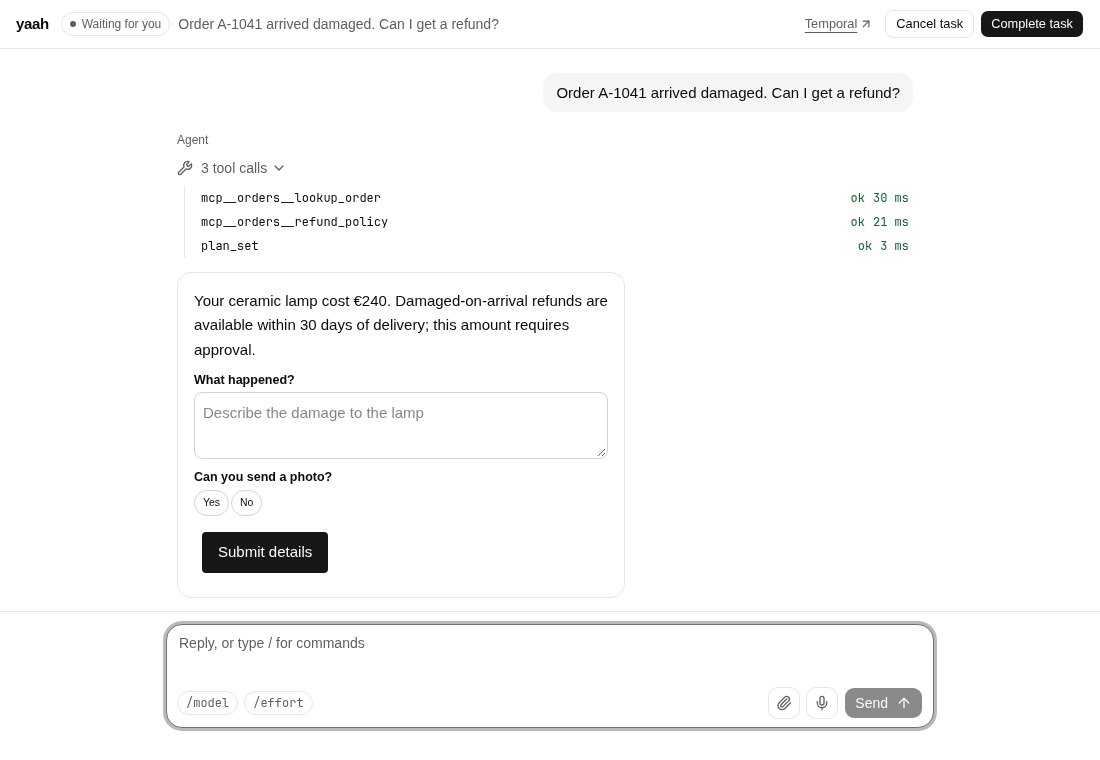 yaah
Waiting for you
Order A-1041 arrived damaged. Can I get a refund?
Temporal
Cancel task
Complete task
Order A-1041 arrived damaged. Can I get a refund?
Agent
3 tool calls
mcp__orders__lookup_order ok 30 ms
mcp__orders__refund_policy ok 21 ms
plan_set ok 3 ms
Your ceramic lamp cost €240. Damaged-on-arrival refunds are
available within 30 days of delivery; this amount requires
approval.
What happened?
Describe the damage to the lamp
Can you send a photo?
Yes No
Submit details
Reply, or type / for commands
/model /effort
Send